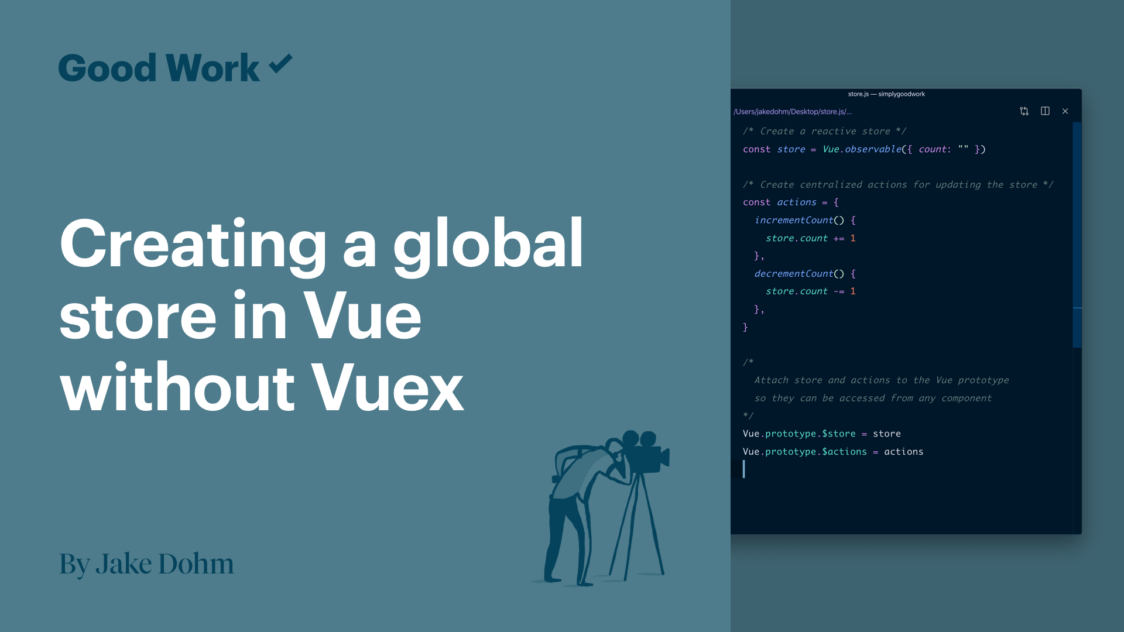 Good Work
Creating a global
store in Vue
without Vuex
By Jake Dohm
store.js — simplygoodwork
/Users/jakedohm/Desktop/store.js/...
/* Create a reactive store */
const store = Vue.observable({ count: "" })
/* Create centralized actions for updating the store */
const actions = {
incrementCount() {
store.count += 1
},
decrementCount() {
store.count -= 1
},
}
/*
Attach store and actions to the Vue prototype
so they can be accessed from any component
*/
Vue.prototype.$store = store
Vue.prototype.$actions = actions